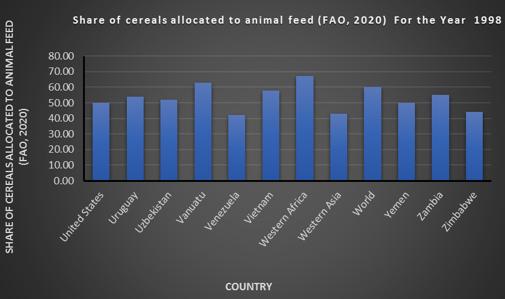 Share of cereals allocated to animal feed (FAO, 2020) For the Year 1998
SHARE OF CEREALS ALLOCATED TO ANIMAL FEED
(FAO, 2020)
80.00
70.00
60.00
50.00
40.00
30.00
20.00
10.00
0.00
United States
Uruguay
Uzbekistan
Vanuatu
Venezuela
Vietnam
Western Africa
Western Asia
World
Yemen
Zambia
Zimbabwe
COUNTRY